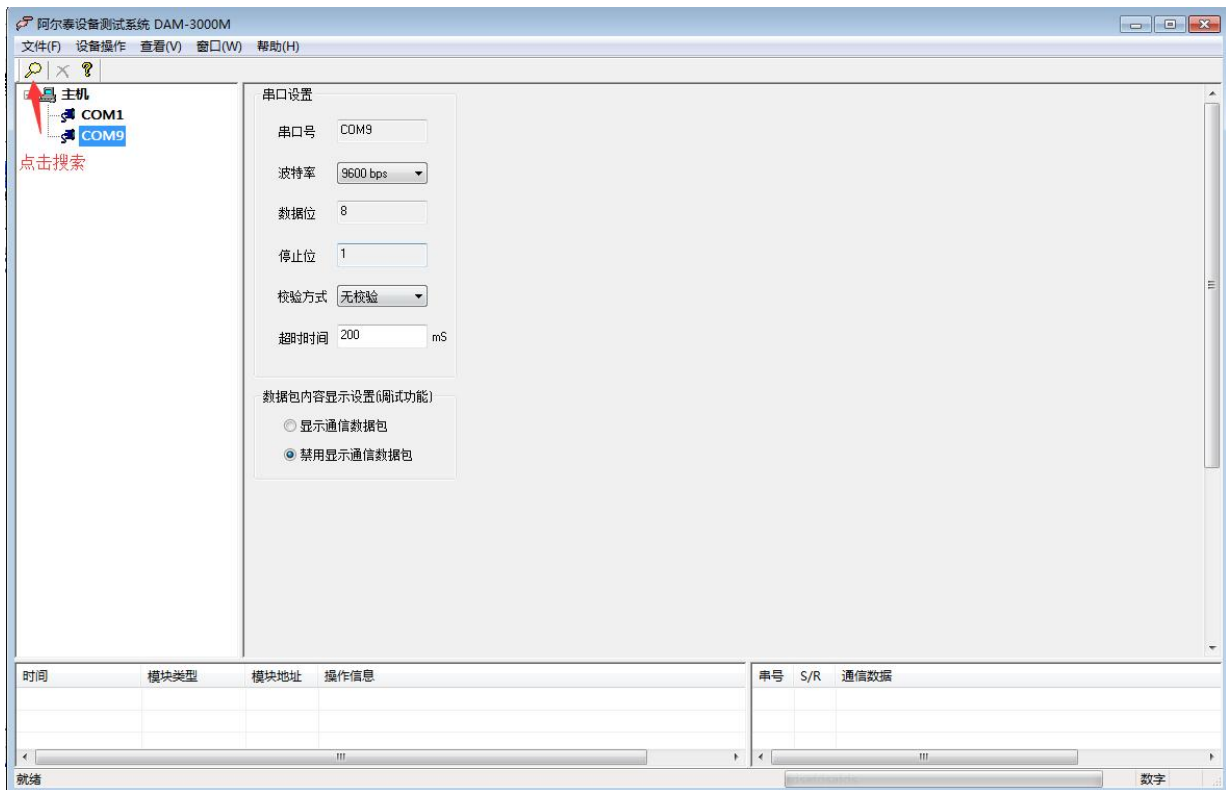 阿尔泰设备测试系统 DAM-3000M
文件(F) 设备操作 查看(V) 窗口(W) 帮助(H)
主机
COM1
COM9
点击搜索
串口设置
串口号 COM9
波特率 9600 bps
数据位 8
停止位 1
校验方式 无校验
超时时间 200 mS
数据包内容显示设置(调试功能)
显示通信数据包
禁用显示通信数据包
时间 模块类型 模块地址 操作信息
串号 S/R 通信数据
就绪
数字